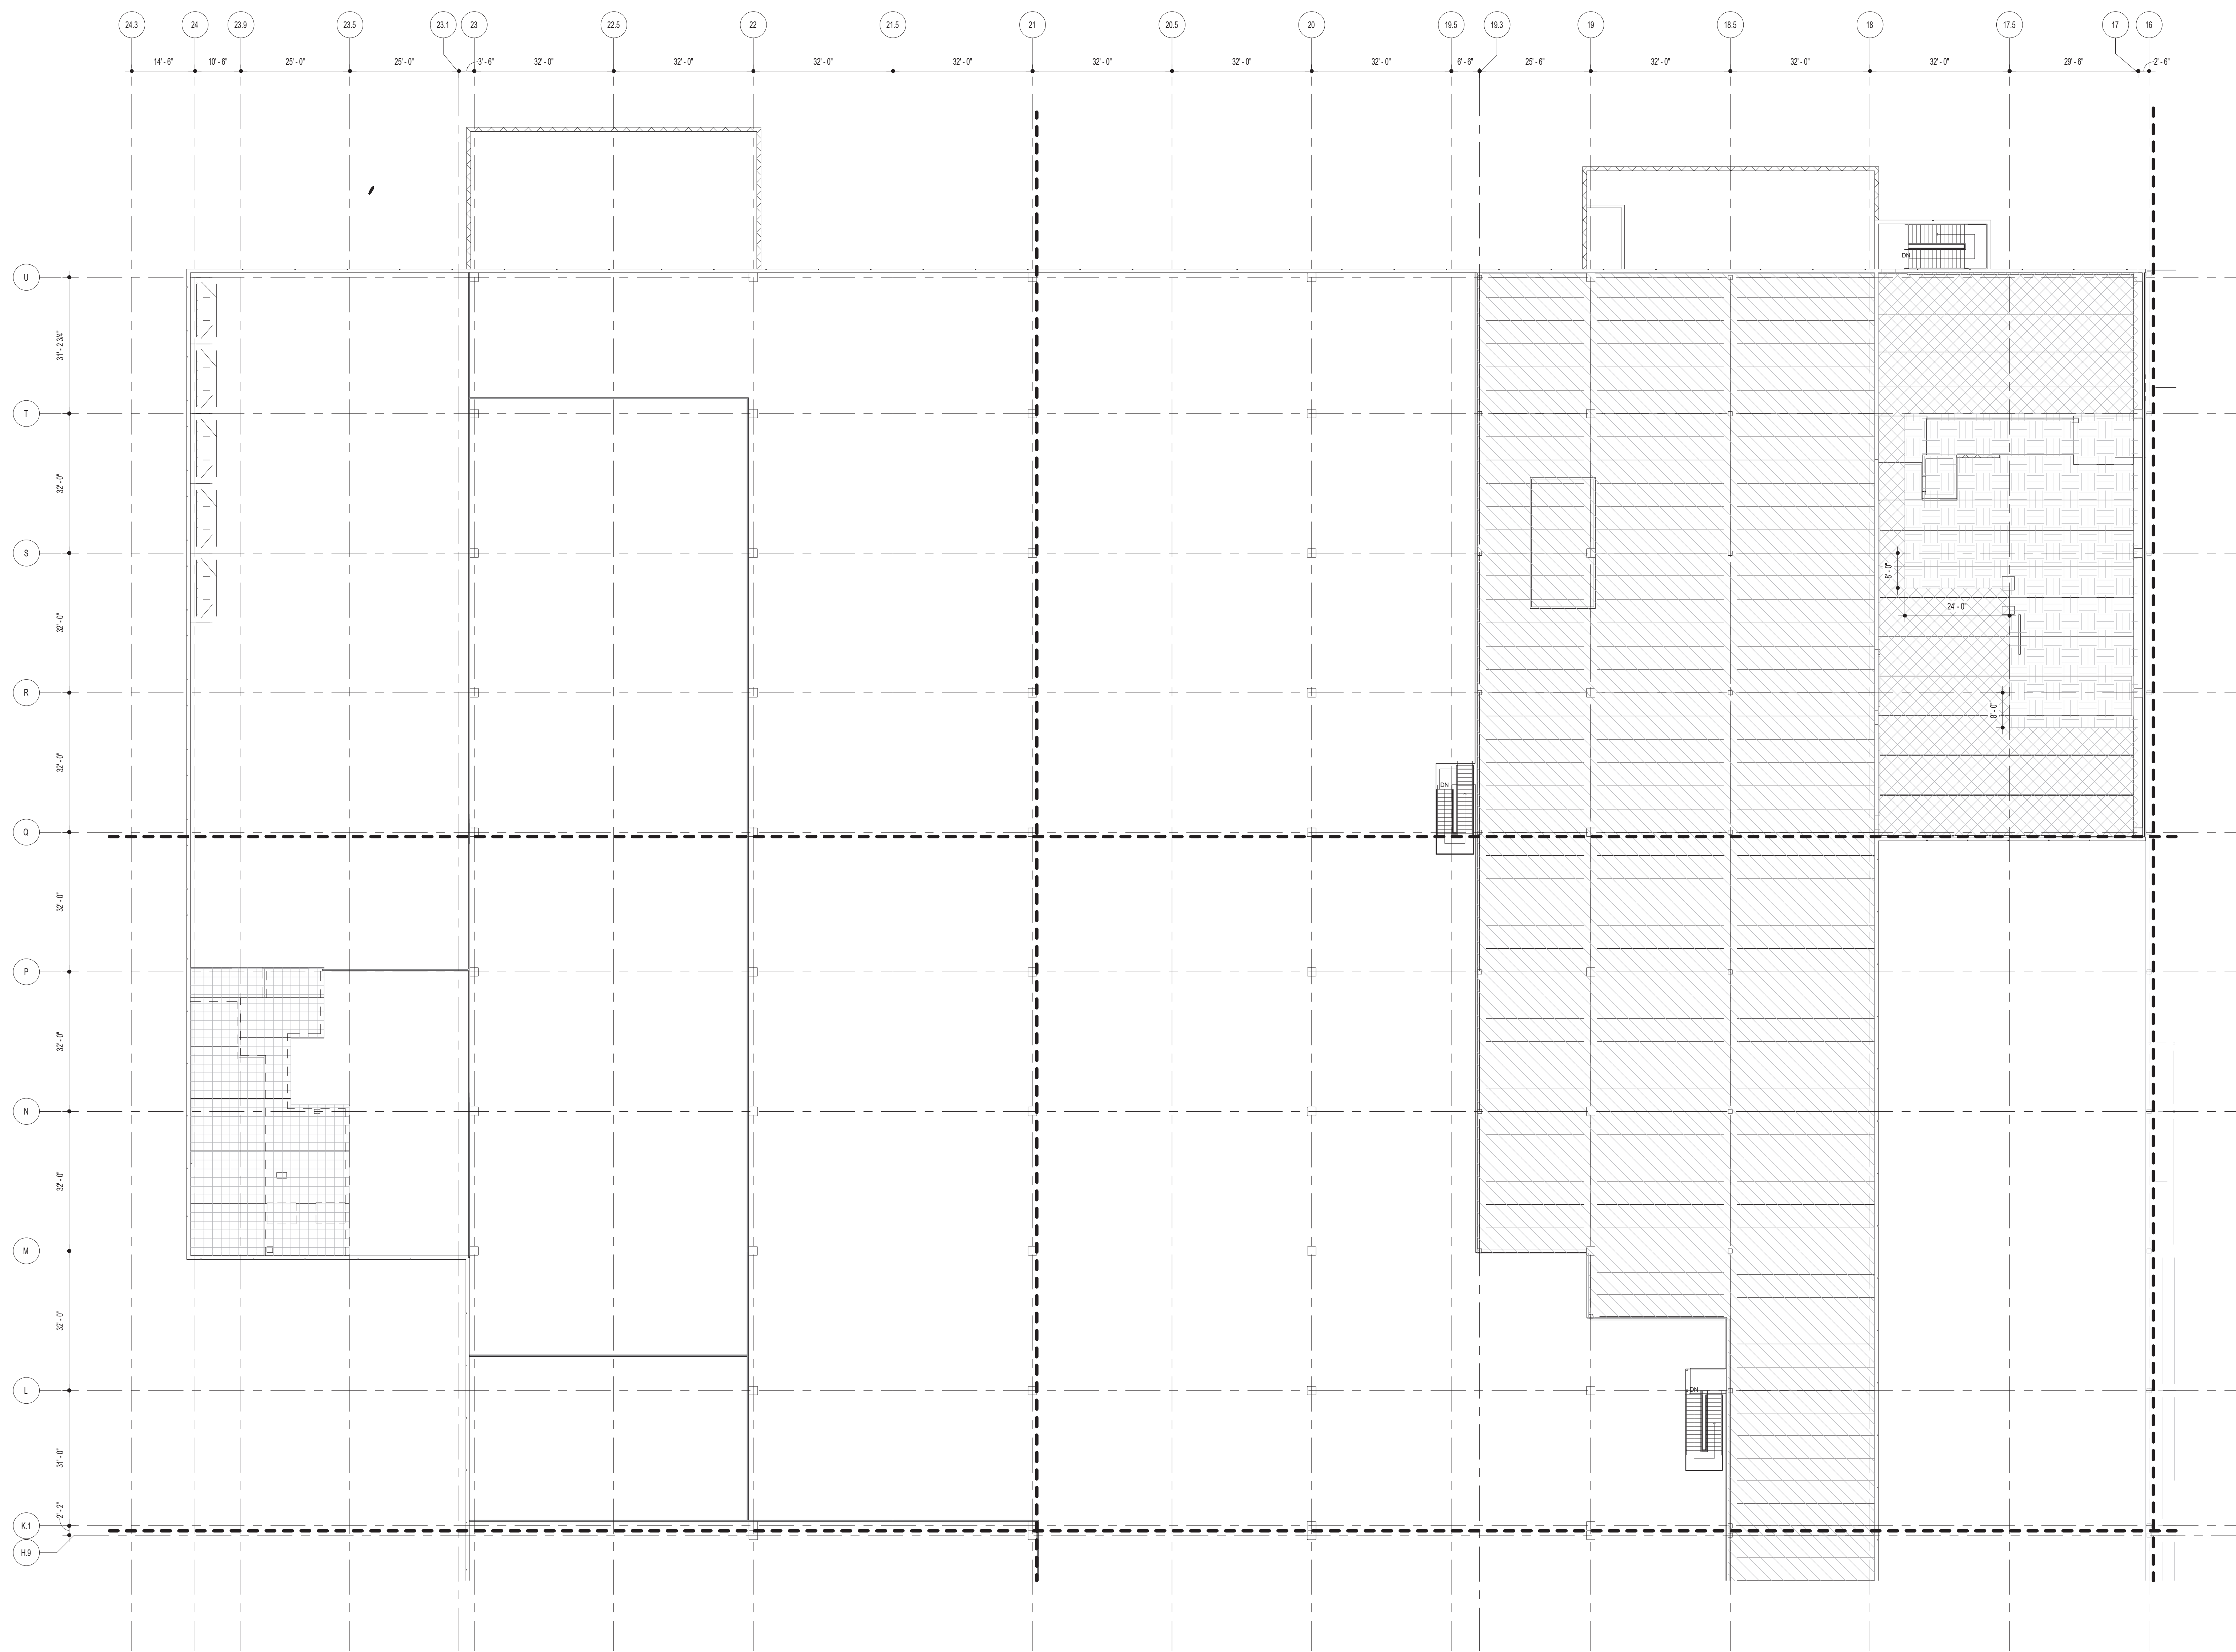 24.3 24 23.9 23.5 23.1 23 22.5 22 21.5 21 20.5 20 19.5 19.3 19 18.5 18 17.5 17 16
14' - 6" 10' - 6" 25' - 0" 25' - 0" 3' - 6" 32' - 0" 32' - 0" 32' - 0" 32' - 0" 32' - 0" 32' - 0" 32' - 0" 6' - 6" 25' - 6" 32' - 0" 32' - 0" 32' - 0" 29' - 6" 2' - 6"
DN
U
31' - 2 3/4"
T
32' - 0"
S
8' - 0"
24' - 0"
32' - 0"
R
8' - 0"
32' - 0"
DN
Q
32' - 0"
P
32' - 0"
N
32' - 0"
M
32' - 0"
L
DN
31' - 0"
2' - 2"
K.1
H.9